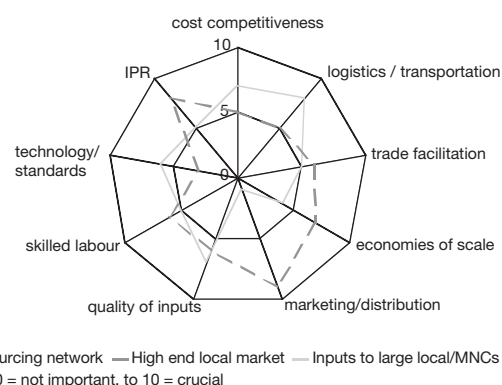 cost competitiveness
10
IPR
logistics / transportation
5
technology/
standards
trade facilitation
0
skilled labour
economies of scale
quality of inputs
marketing/distribution
urcing network High end local market Inputs to large local/MNCs
0 = not important, to 10 = crucial